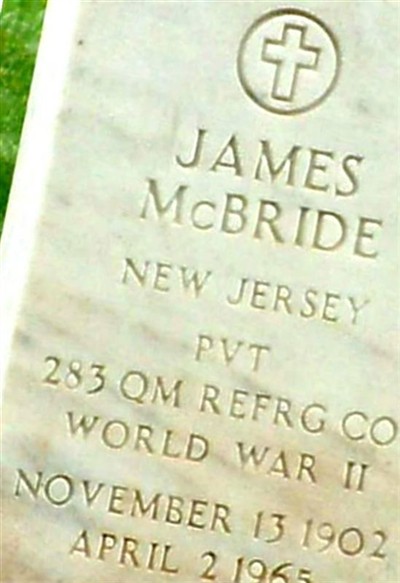 JAMES
McBRIDE
NEW JERSEY
PVT
283 QM REFRG CO
WORLD WAR II
NOVEMBER 13 1902
APRIL 2 1965